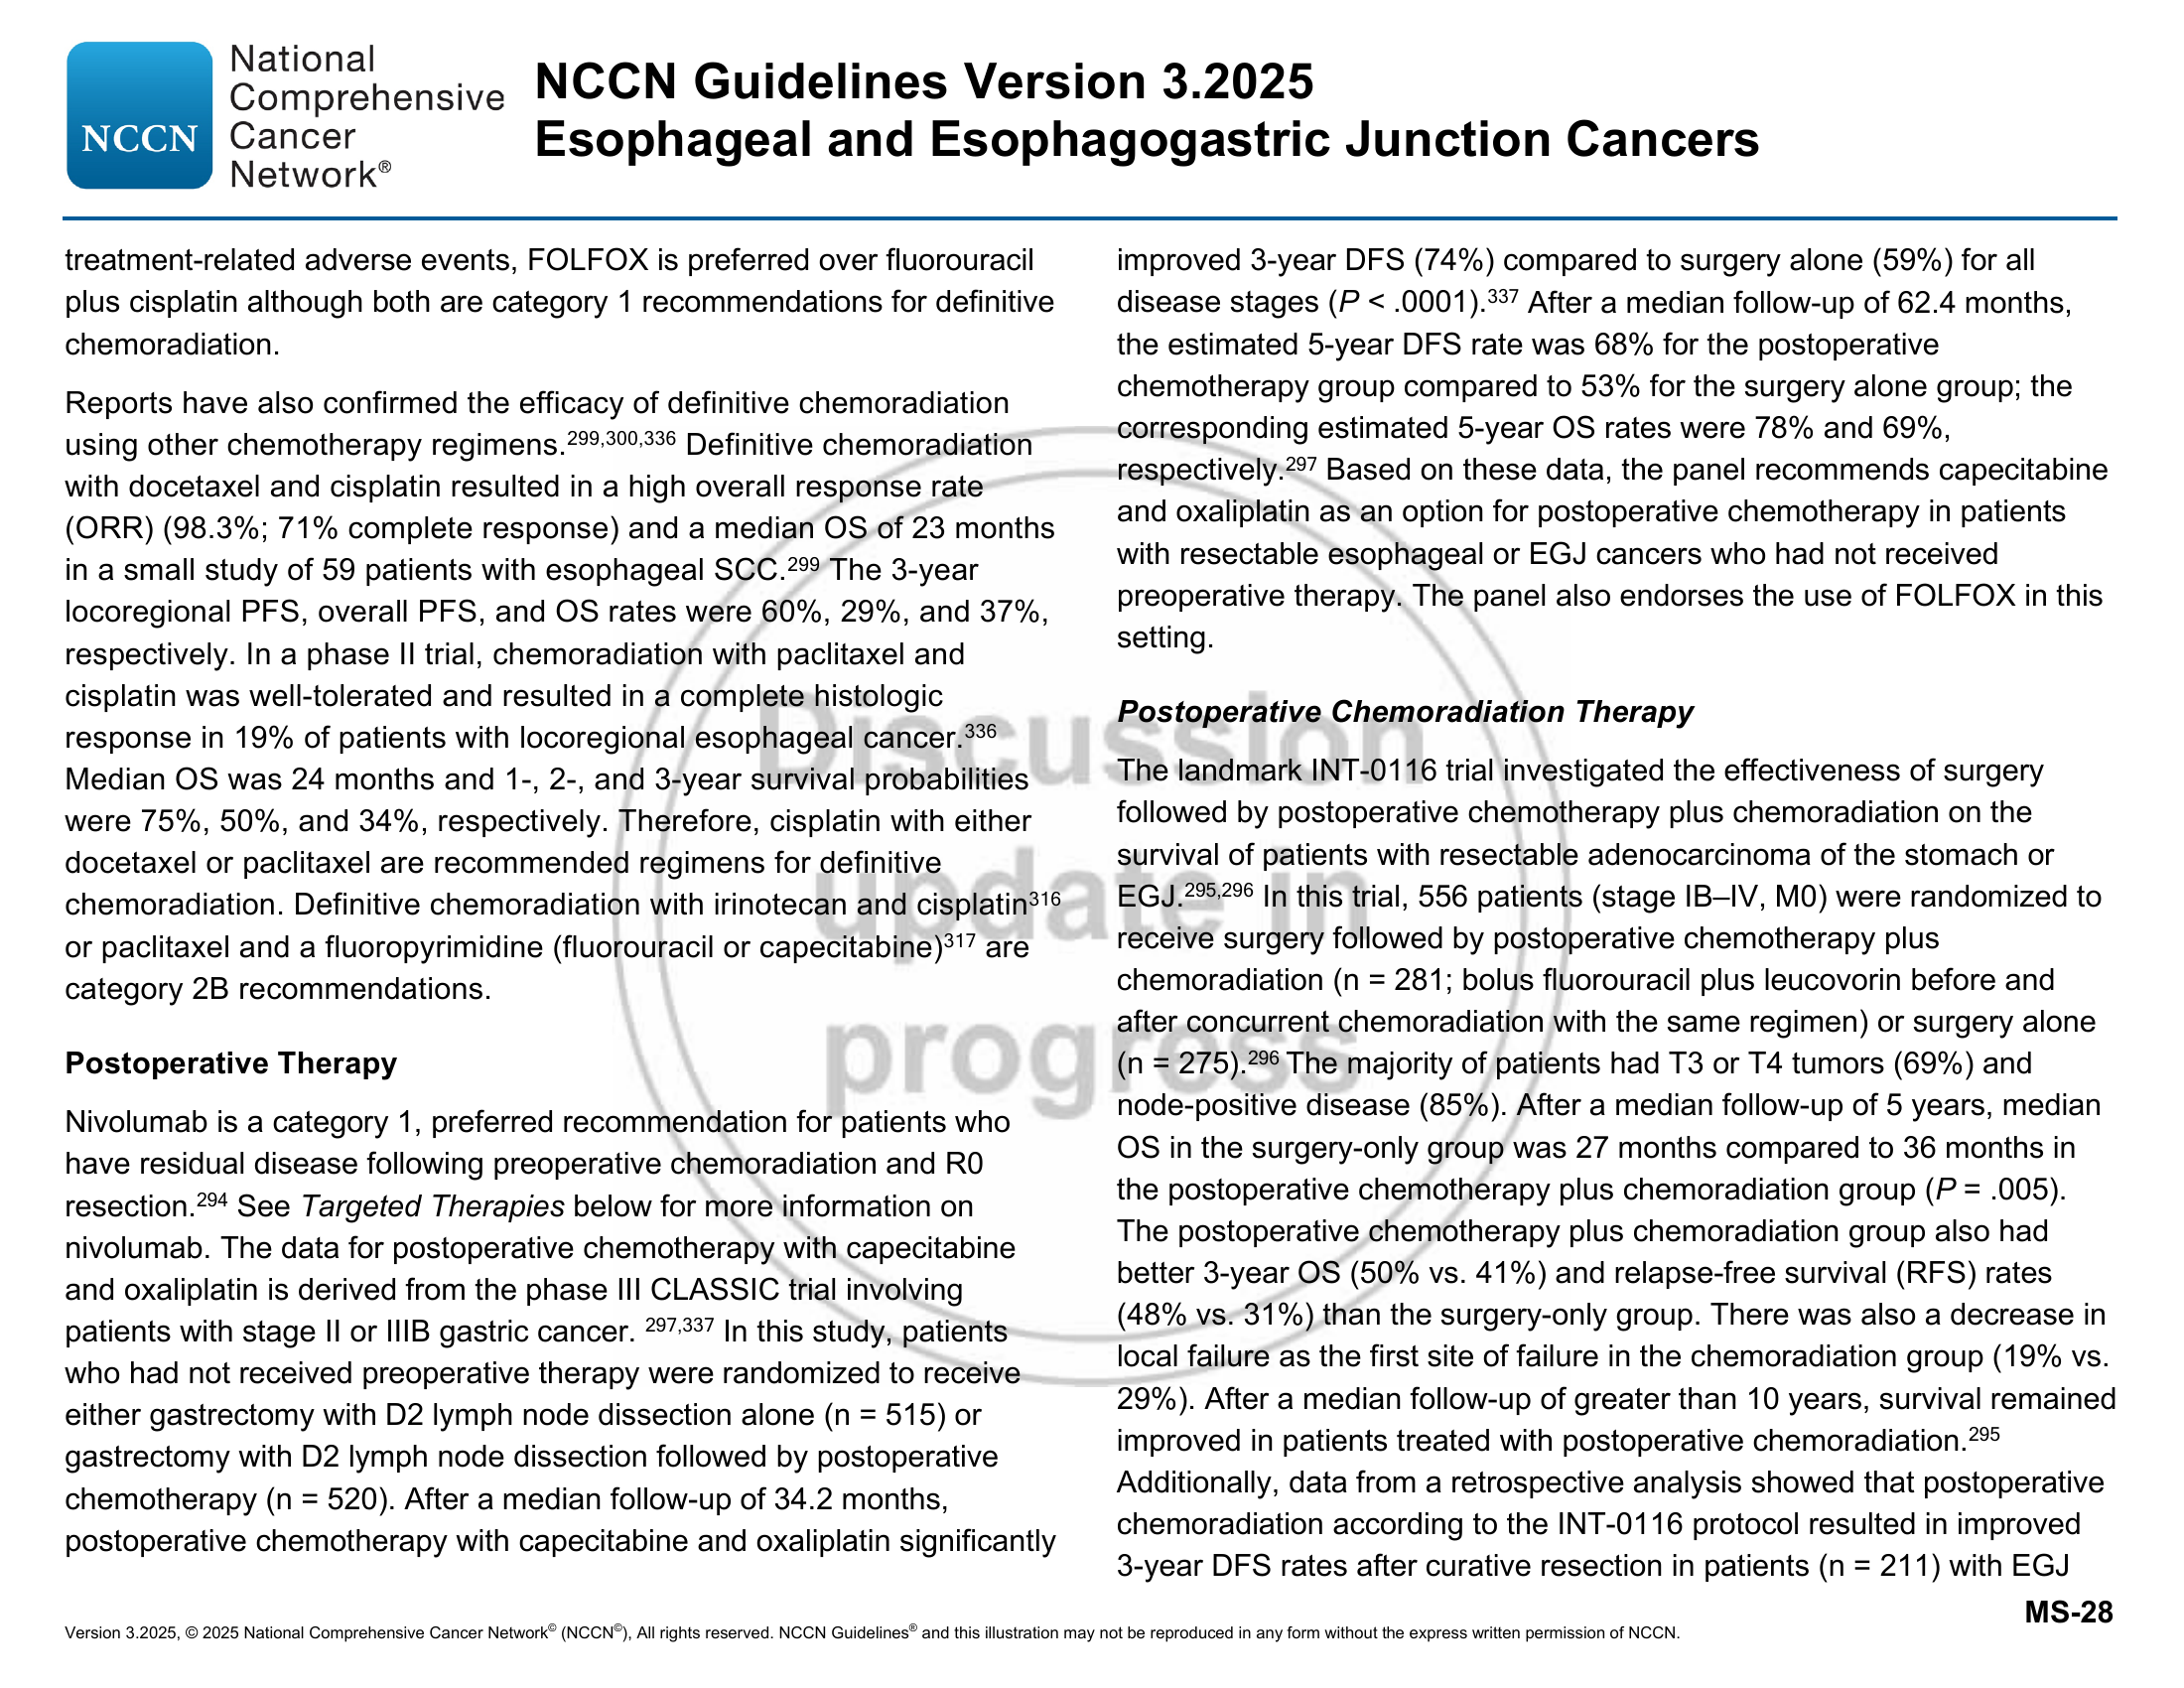 NCCN
National
Comprehensive
Cancer
Network®
NCCN Guidelines Version 3.2025
Esophageal and Esophagogastric Junction Cancers
treatment-related adverse events, FOLFOX is preferred over fluorouracil
plus cisplatin although both are category 1 recommendations for definitive
chemoradiation.
Reports have also confirmed the efficacy of definitive chemoradiation
using other chemotherapy regimens.299,300,336 Definitive chemoradiation
with docetaxel and cisplatin resulted in a high overall response rate
(ORR) (98.3%; 71% complete response) and a median OS of 23 months
in a small study of 59 patients with esophageal SCC.299 The 3-year
locoregional PFS, overall PFS, and OS rates were 60%, 29%, and 37%,
respectively. In a phase II trial, chemoradiation with paclitaxel and
cisplatin was well-tolerated and resulted in a complete histologic
response in 19% of patients with locoregional esophageal cancer.336
Median OS was 24 months and 1-, 2-, and 3-year survival probabilities
were 75%, 50%, and 34%, respectively. Therefore, cisplatin with either
docetaxel or paclitaxel are recommended regimens for definitive
chemoradiation. Definitive chemoradiation with irinotecan and cisplatin316
or paclitaxel and a fluoropyrimidine (fluorouracil or capecitabine)317 are
category 2B recommendations.
Postoperative Therapy
Nivolumab is a category 1, preferred recommendation for patients who
have residual disease following preoperative chemoradiation and R0
resection.294 See Targeted Therapies below for more information on
nivolumab. The data for postoperative chemotherapy with capecitabine
and oxaliplatin is derived from the phase III CLASSIC trial involving
patients with stage II or IIIB gastric cancer. 297,337 In this study, patients
who had not received preoperative therapy were randomized to receive
either gastrectomy with D2 lymph node dissection alone (n = 515) or
gastrectomy with D2 lymph node dissection followed by postoperative
chemotherapy (n = 520). After a median follow-up of 34.2 months,
postoperative chemotherapy with capecitabine and oxaliplatin significantly
improved 3-year DFS (74%) compared to surgery alone (59%) for all
disease stages (P < .0001).337 After a median follow-up of 62.4 months,
the estimated 5-year DFS rate was 68% for the postoperative
chemotherapy group compared to 53% for the surgery alone group; the
corresponding estimated 5-year OS rates were 78% and 69%,
respectively.297 Based on these data, the panel recommends capecitabine
and oxaliplatin as an option for postoperative chemotherapy in patients
with resectable esophageal or EGJ cancers who had not received
preoperative therapy. The panel also endorses the use of FOLFOX in this
setting.
Postoperative Chemoradiation Therapy
The landmark INT-0116 trial investigated the effectiveness of surgery
followed by postoperative chemotherapy plus chemoradiation on the
survival of patients with resectable adenocarcinoma of the stomach or
EGJ.295,296 In this trial, 556 patients (stage IB–IV, M0) were randomized to
receive surgery followed by postoperative chemotherapy plus
chemoradiation (n = 281; bolus fluorouracil plus leucovorin before and
after concurrent chemoradiation with the same regimen) or surgery alone
(n = 275).296 The majority of patients had T3 or T4 tumors (69%) and
node-positive disease (85%). After a median follow-up of 5 years, median
OS in the surgery-only group was 27 months compared to 36 months in
the postoperative chemotherapy plus chemoradiation group (P = .005).
The postoperative chemotherapy plus chemoradiation group also had
better 3-year OS (50% vs. 41%) and relapse-free survival (RFS) rates
(48% vs. 31%) than the surgery-only group. There was also a decrease in
local failure as the first site of failure in the chemoradiation group (19% vs.
29%). After a median follow-up of greater than 10 years, survival remained
improved in patients treated with postoperative chemoradiation.295
Additionally, data from a retrospective analysis showed that postoperative
chemoradiation according to the INT-0116 protocol resulted in improved
3-year DFS rates after curative resection in patients (n = 211) with EGJ
Discussion
update in
progress
MS-28
Version 3.2025, © 2025 National Comprehensive Cancer Network© (NCCN©), All rights reserved. NCCN Guidelines® and this illustration may not be reproduced in any form without the express written permission of NCCN.